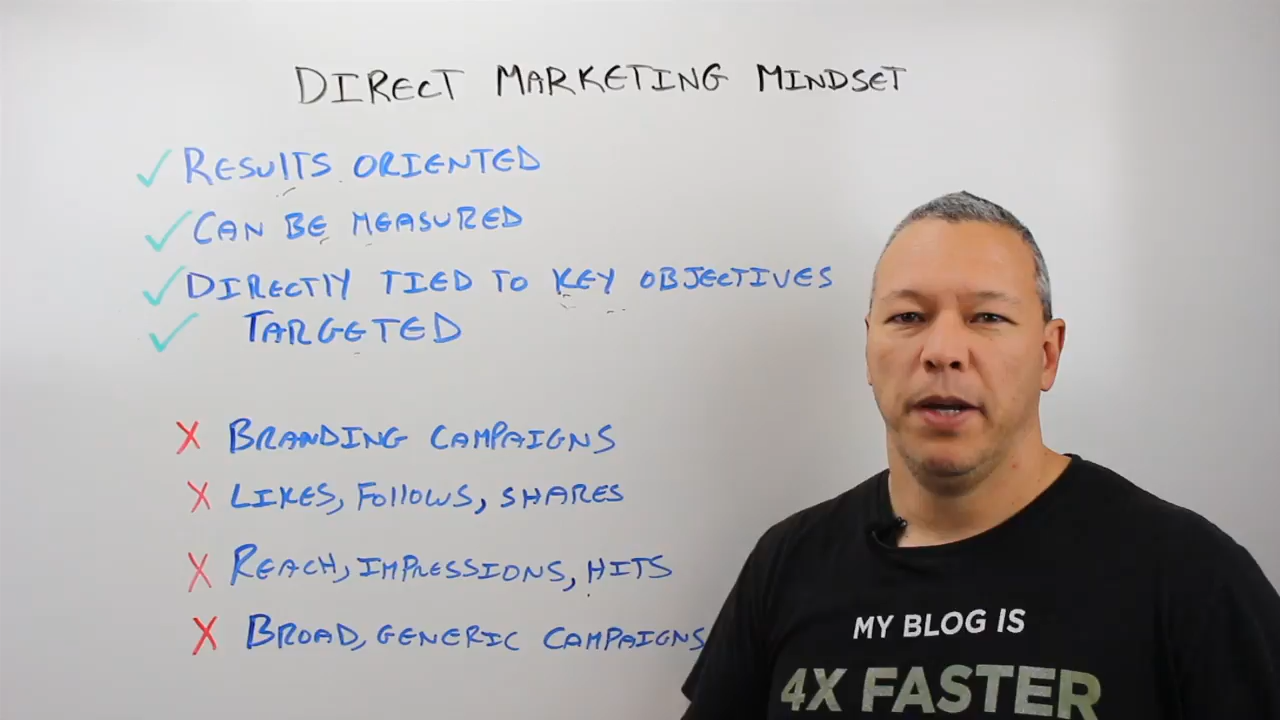 DIRECT MARKETING MINDSET
✓ RESULTS ORIENTED
✓ CAN BE MEASURED
✓ DIRECTLY TIED TO KEY OBJECTIVES
✓ TARGETED
X BRANDING CAMPAIGNS
X LIKES, FOLLOWS, SHARES
X REACH, IMPRESSIONS, HITS
X BROAD, GENERIC CAMPAIGNS
MY BLOG IS
4X FASTER